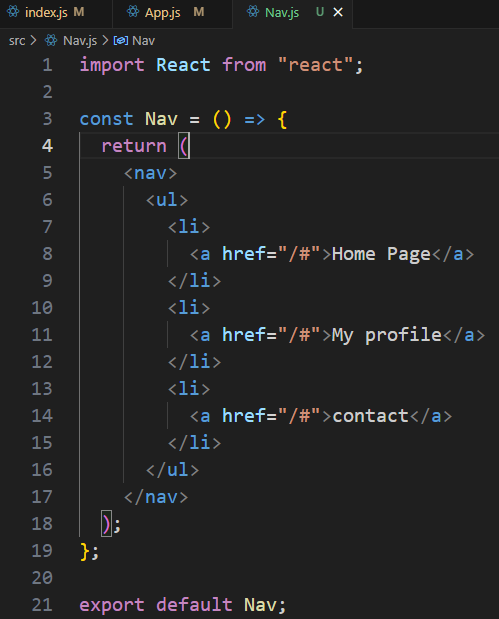 index.js M App.js M Nav.js U ×
src > Nav.js > Nav
1 import React from "react";
2
3 const Nav = () => {
4 return (
5 <nav>
6 <ul>
7 <li>
8 <a href="/#">Home Page</a>
9 </li>
10 <li>
11 <a href="/#">My profile</a>
12 </li>
13 <li>
14 <a href="/#">contact</a>
15 </li>
16 </ul>
17 </nav>
18 );
19 };
20
21 export default Nav;